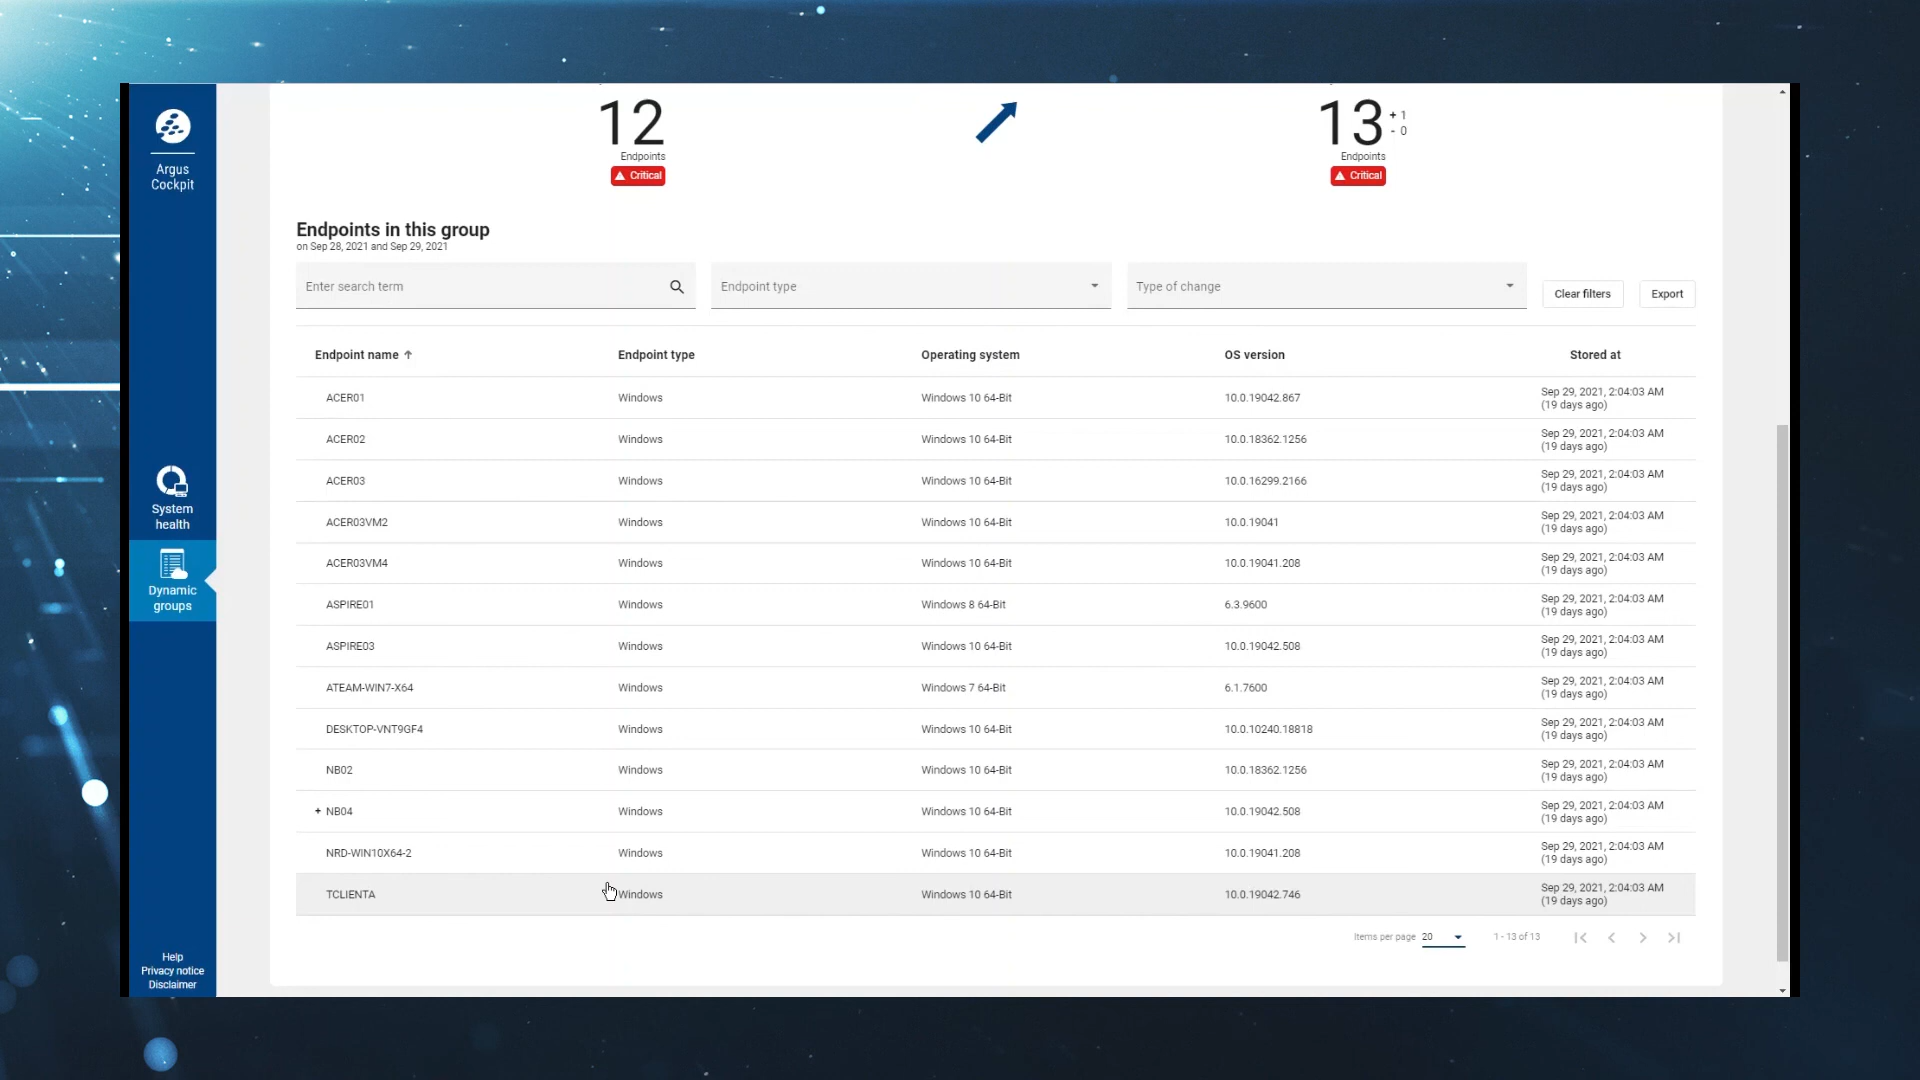 Argus
Cockpit
System
health
Dynamic
groups
Help
Privacy notice
Disclaimer
12
Endpoints
Critical
13
+ 1
- 0
Endpoints
Critical
Endpoints in this group
on Sep 28, 2021 and Sep 29, 2021
Enter search term
Endpoint type
Type of change
Clear filters
Export
Endpoint name Endpoint type Operating system OS version Stored at
ACER01 Windows Windows 10 64-Bit 10.0.19042.867 Sep 29, 2021, 2:04:03 AM
(19 days ago)
ACER02 Windows Windows 10 64-Bit 10.0.18362.1256 Sep 29, 2021, 2:04:03 AM
(19 days ago)
ACER03 Windows Windows 10 64-Bit 10.0.16299.2166 Sep 29, 2021, 2:04:03 AM
(19 days ago)
ACER03VM2 Windows Windows 10 64-Bit 10.0.19041 Sep 29, 2021, 2:04:03 AM
(19 days ago)
ACER03VM4 Windows Windows 10 64-Bit 10.0.19041.208 Sep 29, 2021, 2:04:03 AM
(19 days ago)
ASPIRE01 Windows Windows 8 64-Bit 6.3.9600 Sep 29, 2021, 2:04:03 AM
(19 days ago)
ASPIRE03 Windows Windows 10 64-Bit 10.0.19042.508 Sep 29, 2021, 2:04:03 AM
(19 days ago)
ATEAM-WIN7-X64 Windows Windows 7 64-Bit 6.1.7600 Sep 29, 2021, 2:04:03 AM
(19 days ago)
DESKTOP-VNT9GF4 Windows Windows 10 64-Bit 10.0.10240.18818 Sep 29, 2021, 2:04:03 AM
(19 days ago)
NB02 Windows Windows 10 64-Bit 10.0.18362.1256 Sep 29, 2021, 2:04:03 AM
(19 days ago)
+ NB04 Windows Windows 10 64-Bit 10.0.19042.508 Sep 29, 2021, 2:04:03 AM
(19 days ago)
NRD-WIN10X64-2 Windows Windows 10 64-Bit 10.0.19041.208 Sep 29, 2021, 2:04:03 AM
(19 days ago)
TCLIENTA Windows Windows 10 64-Bit 10.0.19042.746 Sep 29, 2021, 2:04:03 AM
(19 days ago)
Items per page 20 1 - 13 of 13